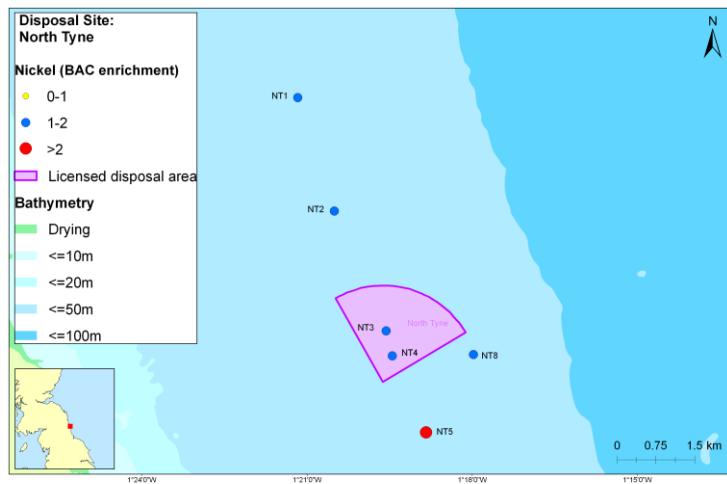 Disposal Site:
North Tyne
Nickel (BAC enrichment)
0-1
1-2
>2
Licensed disposal area
Bathymetry
Drying
<=10m
<=20m
<=50m
<=100m
N
NT1
NT2
NT3
North Tyne
NT4
NT8
NT5
0 0.75 1.5 km
1°24'0"W 1°21'0"W 1°18'0"W 1°15'0"W